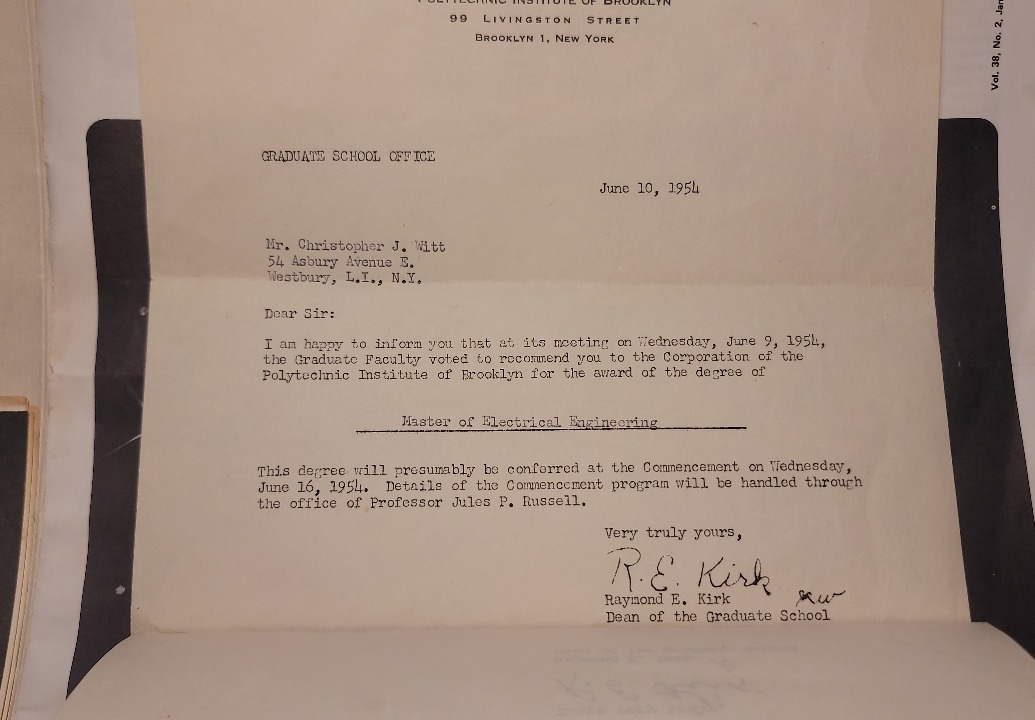 POLYTECHNIC INSTITUTE OF BROOKLYN
99 LIVINGSTON STREET
BROOKLYN 1, NEW YORK
Vol. 38, No. 2, Jan
GRADUATE SCHOOL OFFICE
June 10, 1954
Mr. Christopher J. Witt
54 Asbury Avenue E.
Westbury, L.I., N.Y.
Dear Sir:
I am happy to inform you that at its meeting on Wednesday, June 9, 1954,
the Graduate Faculty voted to recommend you to the Corporation of the
Polytechnic Institute of Brooklyn for the award of the degree of
Master of Electrical Engineering
This degree will presumably be conferred at the Commencement on Wednesday,
June 16, 1954. Details of the Commencement program will be handled through
the office of Professor Jules P. Russell.
Very truly yours,
R. E. Kirk
Raymond E. Kirk
Dean of the Graduate School